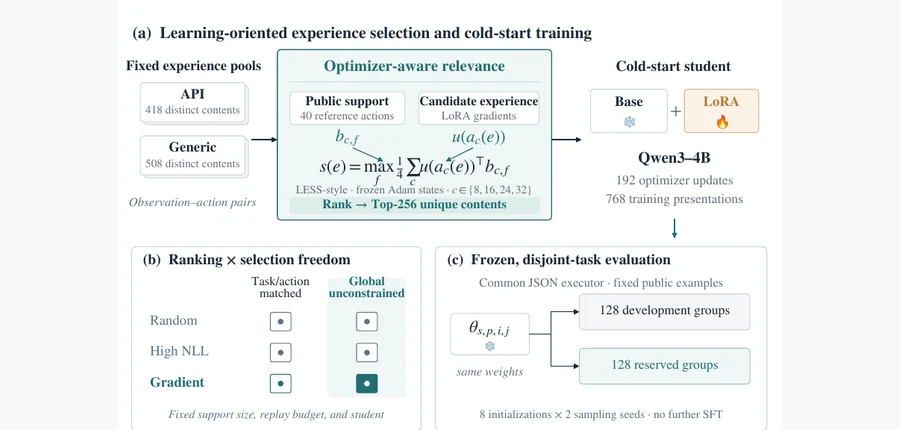 (a) Learning-oriented experience selection and cold-start training
Fixed experience pools
API
418 distinct contents
Generic
508 distinct contents
Observation–action pairs
Optimizer-aware relevance
Public support
40 reference actions
b_{c,f}
Candidate experience
LoRA gradients
u(a_c(e))
s(e) = max_f 1/4 ∑_c u(a_c(e))^⊤ b_{c,f}
LESS-style · frozen Adam states · c ∈ {8, 16, 24, 32}
Rank → Top-256 unique contents
Cold-start student
Base
+
LoRA
Qwen3–4B
192 optimizer updates
768 training presentations
(b) Ranking × selection freedom
Task/action
matched
Global
unconstrained
Random
High NLL
Gradient
Fixed support size, replay budget, and student
(c) Frozen, disjoint-task evaluation
Common JSON executor · fixed public examples
θ_{s,p,i,j}
same weights
128 development groups
128 reserved groups
8 initializations × 2 sampling seeds · no further SFT